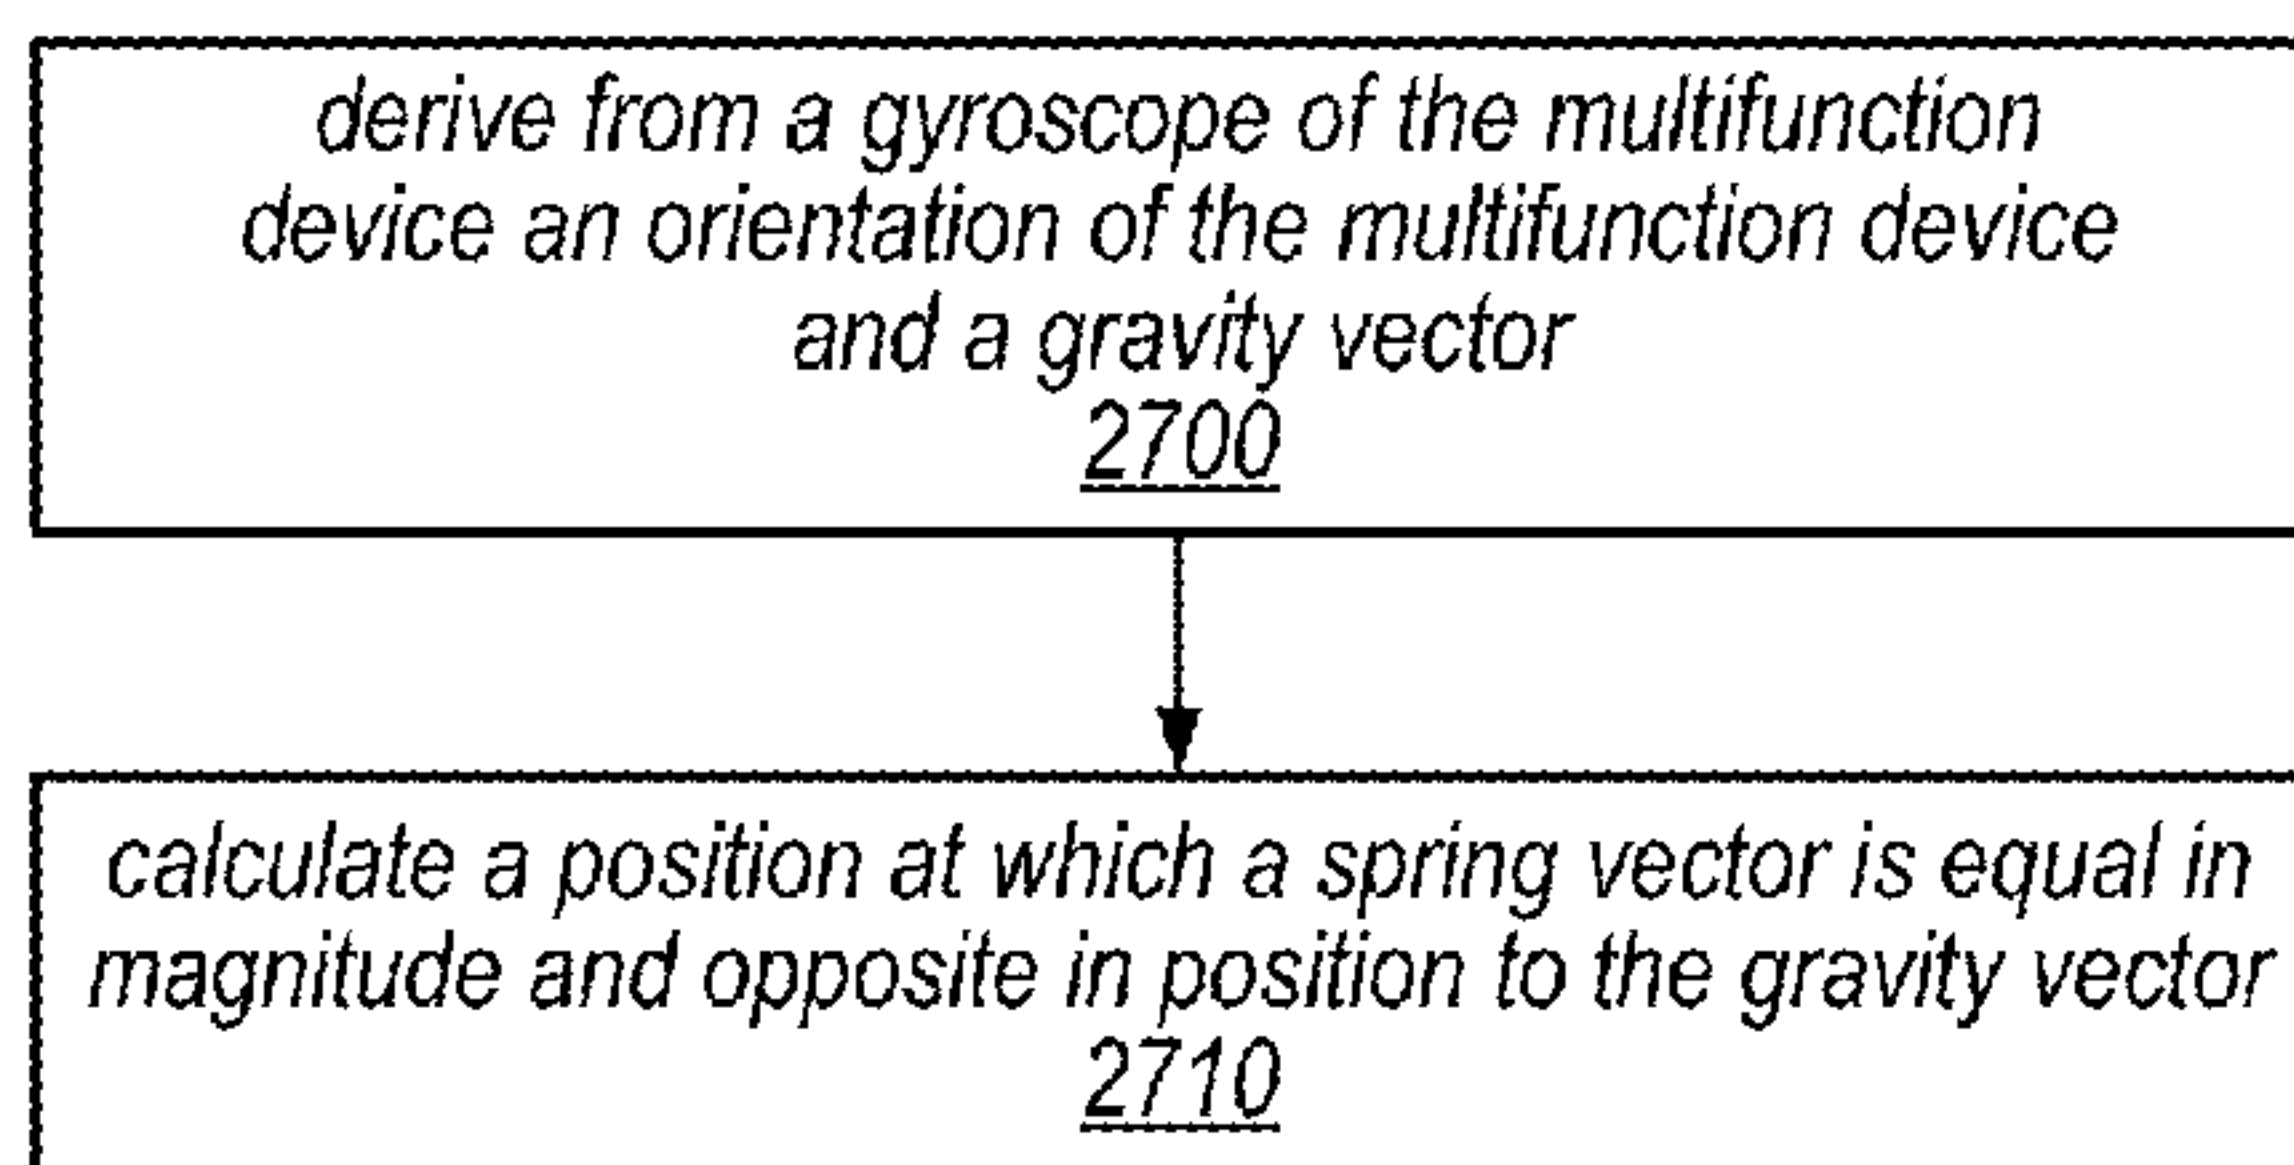 derive from a gyroscope of the multifunction
device an orientation of the multifunction device
and a gravity vector
2700
calculate a position at which a spring vector is equal in
magnitude and opposite in position to the gravity vector
2710